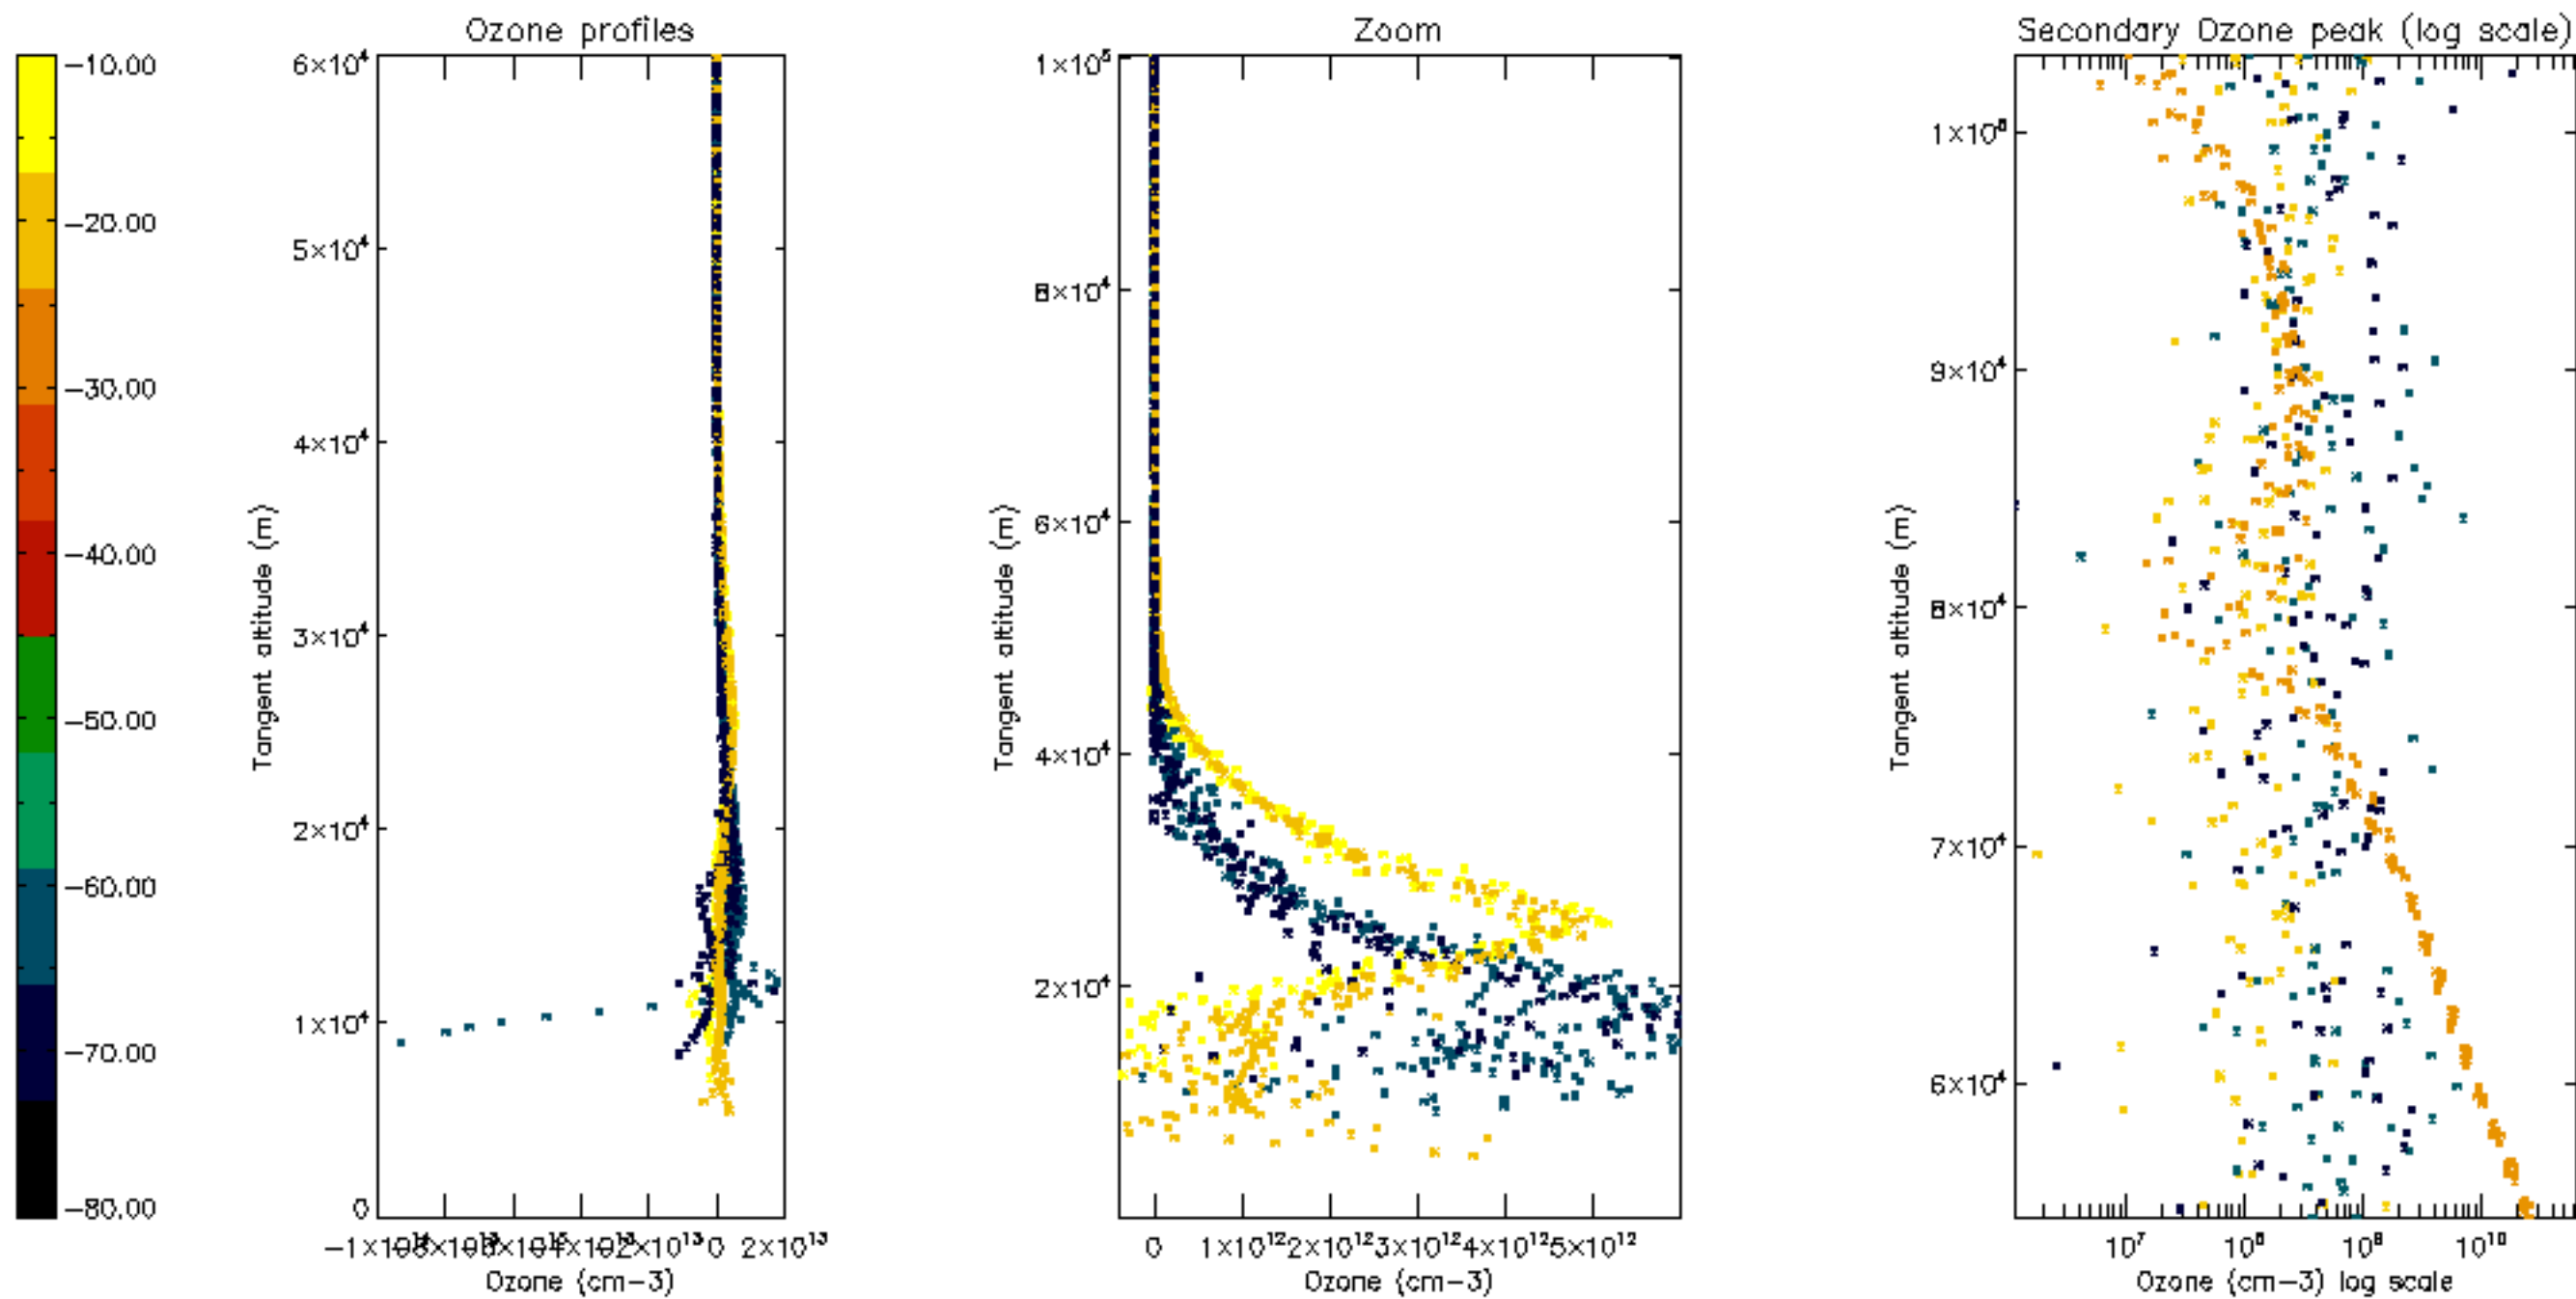 Ozone profiles
Zoom
Secondary Ozone peak (log scale)
-10.00
-20.00
-30.00
-40.00
-50.00
-60.00
-70.00
-80.00
Tangent altitude (m)
6×10⁴
5×10⁴
4×10⁴
3×10⁴
2×10⁴
1×10⁴
0
0 2×10¹³
Ozone (cm-3)
Tangent altitude (m)
1×10⁵
8×10⁴
6×10⁴
4×10⁴
2×10⁴
0 1×10¹² 2×10¹² 3×10¹² 4×10¹² 5×10¹²
Ozone (cm-3)
Tangent altitude (m)
9×10⁴
8×10⁴
7×10⁴
6×10⁴
10⁷ 10⁸ 10⁹ 10¹⁰
Ozone (cm-3) log scale